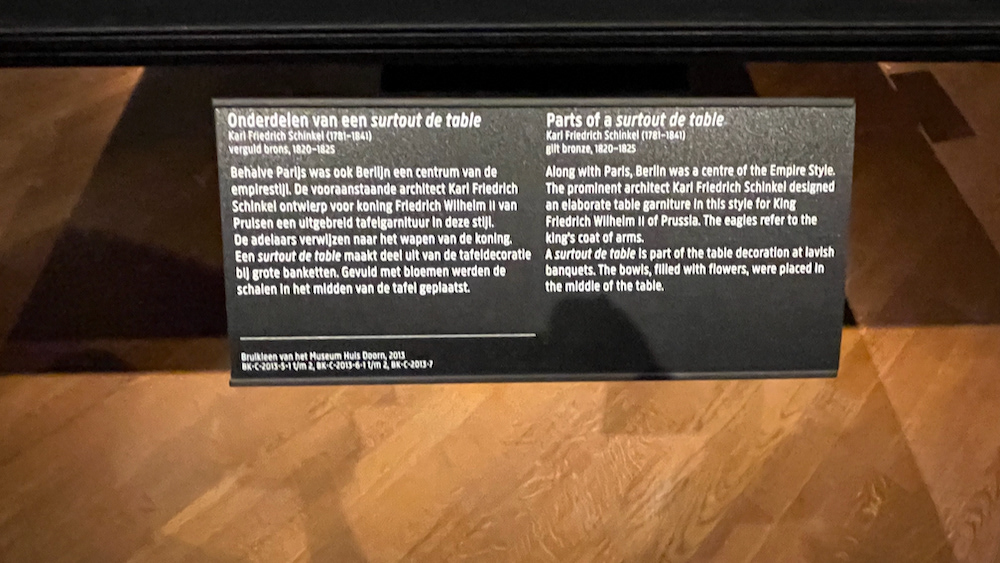 Onderdelen van een surtout de table
Karl Friedrich Schinkel (1781–1841)
verguld brons, 1820–1825
Behalve Parijs was ook Berlijn een centrum van de
empirestijl. De vooraanstaande architect Karl Friedrich
Schinkel ontwierp voor koning Friedrich Wilhelm II van
Pruisen een uitgebreid tafelgarnituur in deze stijl.
De adelaars verwijzen naar het wapen van de koning.
Een surtout de table maakt deel uit van de tafeldecoratie
bij grote banketten. Gevuld met bloemen werden de
schalen in het midden van de tafel geplaatst.
Bruikleen van het Museum Huis Doorn, 2013
BK-C-2013-5-1 t/m 2, BK-C-2013-6-1 t/m 2, BK-C-2013-7
Parts of a surtout de table
Karl Friedrich Schinkel (1781–1841)
gilt bronze, 1820–1825
Along with Paris, Berlin was a centre of the Empire Style.
The prominent architect Karl Friedrich Schinkel designed
an elaborate table garniture in this style for King
Friedrich Wilhelm II of Prussia. The eagles refer to the
king's coat of arms.
A surtout de table is part of the table decoration at lavish
banquets. The bowls, filled with flowers, were placed in
the middle of the table.